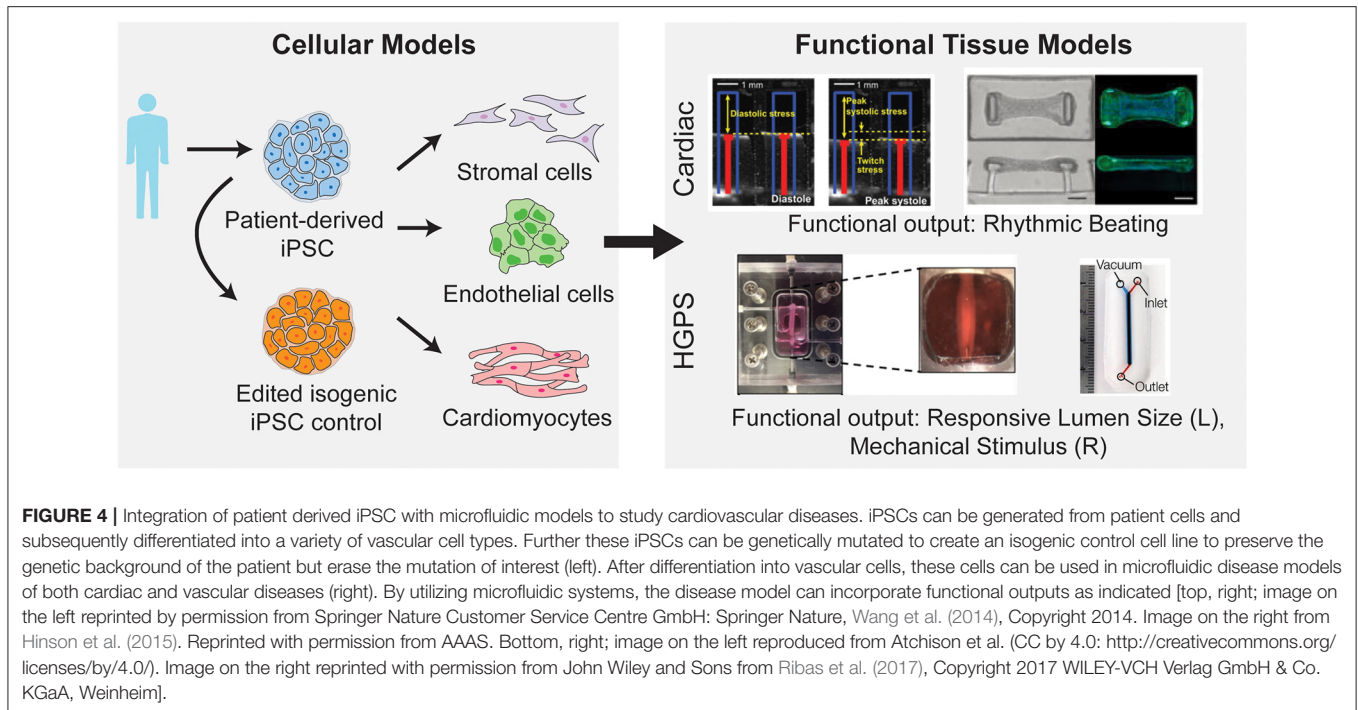 Cellular Models
Patient-derived
iPSC
Edited isogenic
iPSC control
Stromal cells
Endothelial cells
Cardiomyocytes
Functional Tissue Models
Cardiac
1 mm
Diastolic stress
Diastole
1 mm
Peak
systolic stress
Twitch
stress
Peak systole
Functional output: Rhythmic Beating
HGPS
Vacuum
Inlet
Outlet
Functional output: Responsive Lumen Size (L),
Mechanical Stimulus (R)
FIGURE 4 | Integration of patient derived iPSC with microfluidic models to study cardiovascular diseases. iPSCs can be generated from patient cells and
subsequently differentiated into a variety of vascular cell types. Further these iPSCs can be genetically mutated to create an isogenic control cell line to preserve the
genetic background of the patient but erase the mutation of interest (left). After differentiation into vascular cells, these cells can be used in microfluidic disease models
of both cardiac and vascular diseases (right). By utilizing microfluidic systems, the disease model can incorporate functional outputs as indicated [top, right; image on
the left reprinted by permission from Springer Nature Customer Service Centre GmbH: Springer Nature, Wang et al. (2014), Copyright 2014. Image on the right from
Hinson et al. (2015). Reprinted with permission from AAAS. Bottom, right; image on the left reproduced from Atchison et al. (CC by 4.0: http://creativecommons.org/
licenses/by/4.0/). Image on the right reprinted with permission from John Wiley and Sons from Ribas et al. (2017), Copyright 2017 WILEY-VCH Verlag GmbH & Co.
KGaA, Weinheim].